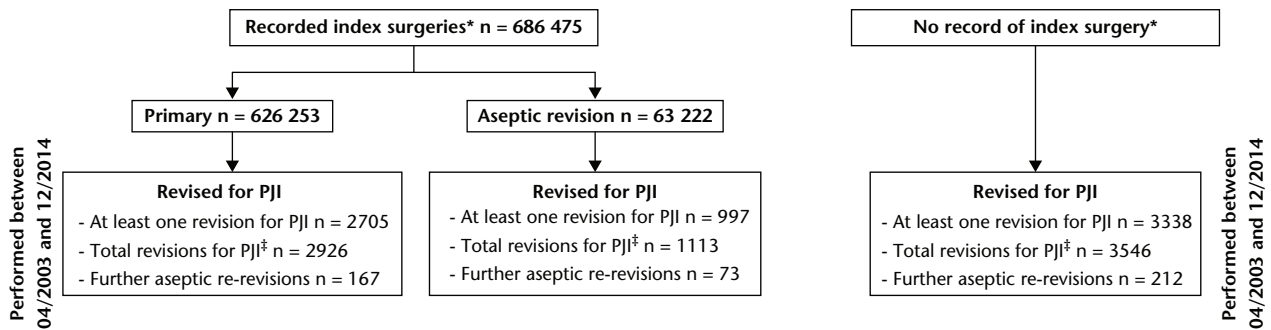 Recorded index surgeries* n = 686 475
Primary n = 626 253
Aseptic revision n = 63 222
Performed between
04/2003 and 12/2014
Revised for PJI
- At least one revision for PJI n = 2705
- Total revisions for PJI‡ n = 2926
- Further aseptic re-revisions n = 167
Revised for PJI
- At least one revision for PJI n = 997
- Total revisions for PJI‡ n = 1113
- Further aseptic re-revisions n = 73
No record of index surgery*
Revised for PJI
- At least one revision for PJI n = 3338
- Total revisions for PJI‡ n = 3546
- Further aseptic re-revisions n = 212
Performed between
04/2003 and 12/2014